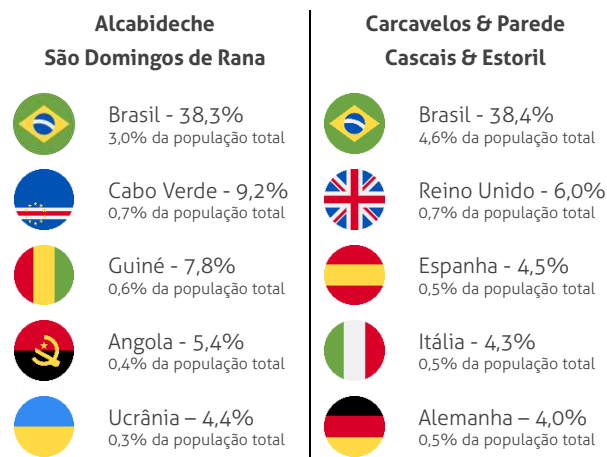 Alcabideche
São Domingos de Rana
Brasil - 38,3%
3,0% da população total
Cabo Verde - 9,2%
0,7% da população total
Guiné - 7,8%
0,6% da população total
Angola - 5,4%
0,4% da população total
Ucrânia – 4,4%
0,3% da população total
Carcavelos & Parede
Cascais & Estoril
Brasil - 38,4%
4,6% da população total
Reino Unido - 6,0%
0,7% da população total
Espanha - 4,5%
0,5% da população total
Itália - 4,3%
0,5% da população total
Alemanha – 4,0%
0,5% da população total